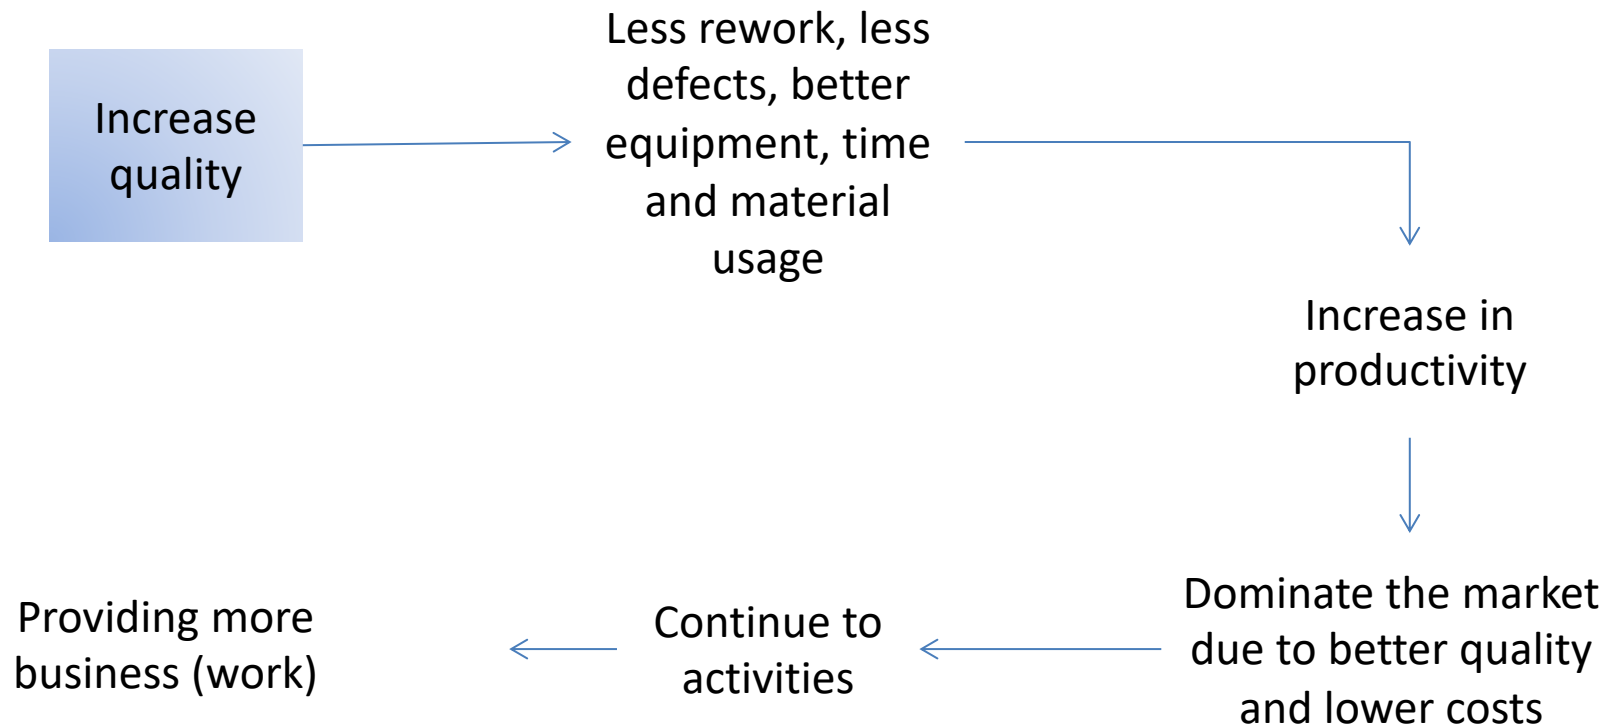 Increase
quality
Less rework, less
defects, better
equipment, time
and material
usage
Increase in
productivity
Dominate the market
due to better quality
and lower costs
Continue to
activities
Providing more
business (work)